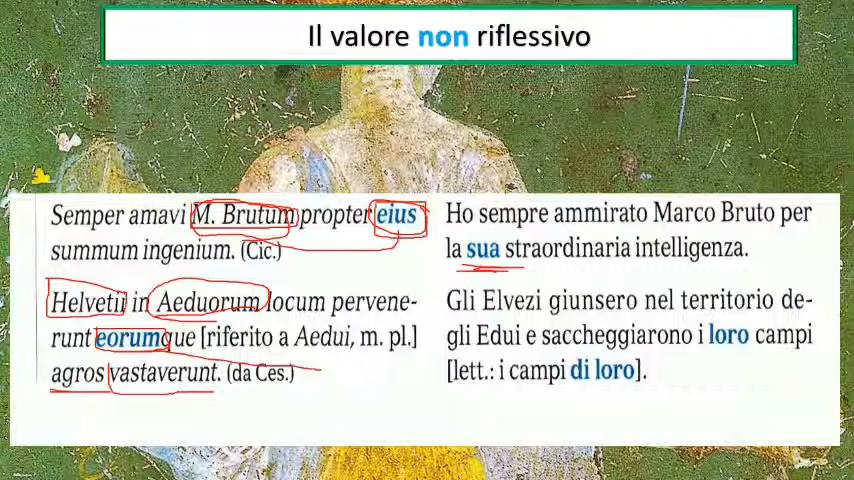 Il valore non riflessivo
Semper amavi M. Brutum propter eius
summum ingenium. (Cic.)
Helvetii in Aeduorum locum pervene-
runt eorumque [riferito a Aedui, m. pl.]
agros vastaverunt. (da Ces.)
Ho sempre ammirato Marco Bruto per
la sua straordinaria intelligenza.
Gli Elvezi giunsero nel territorio de-
gli Edui e saccheggiarono i loro campi
[lett.: i campi di loro].